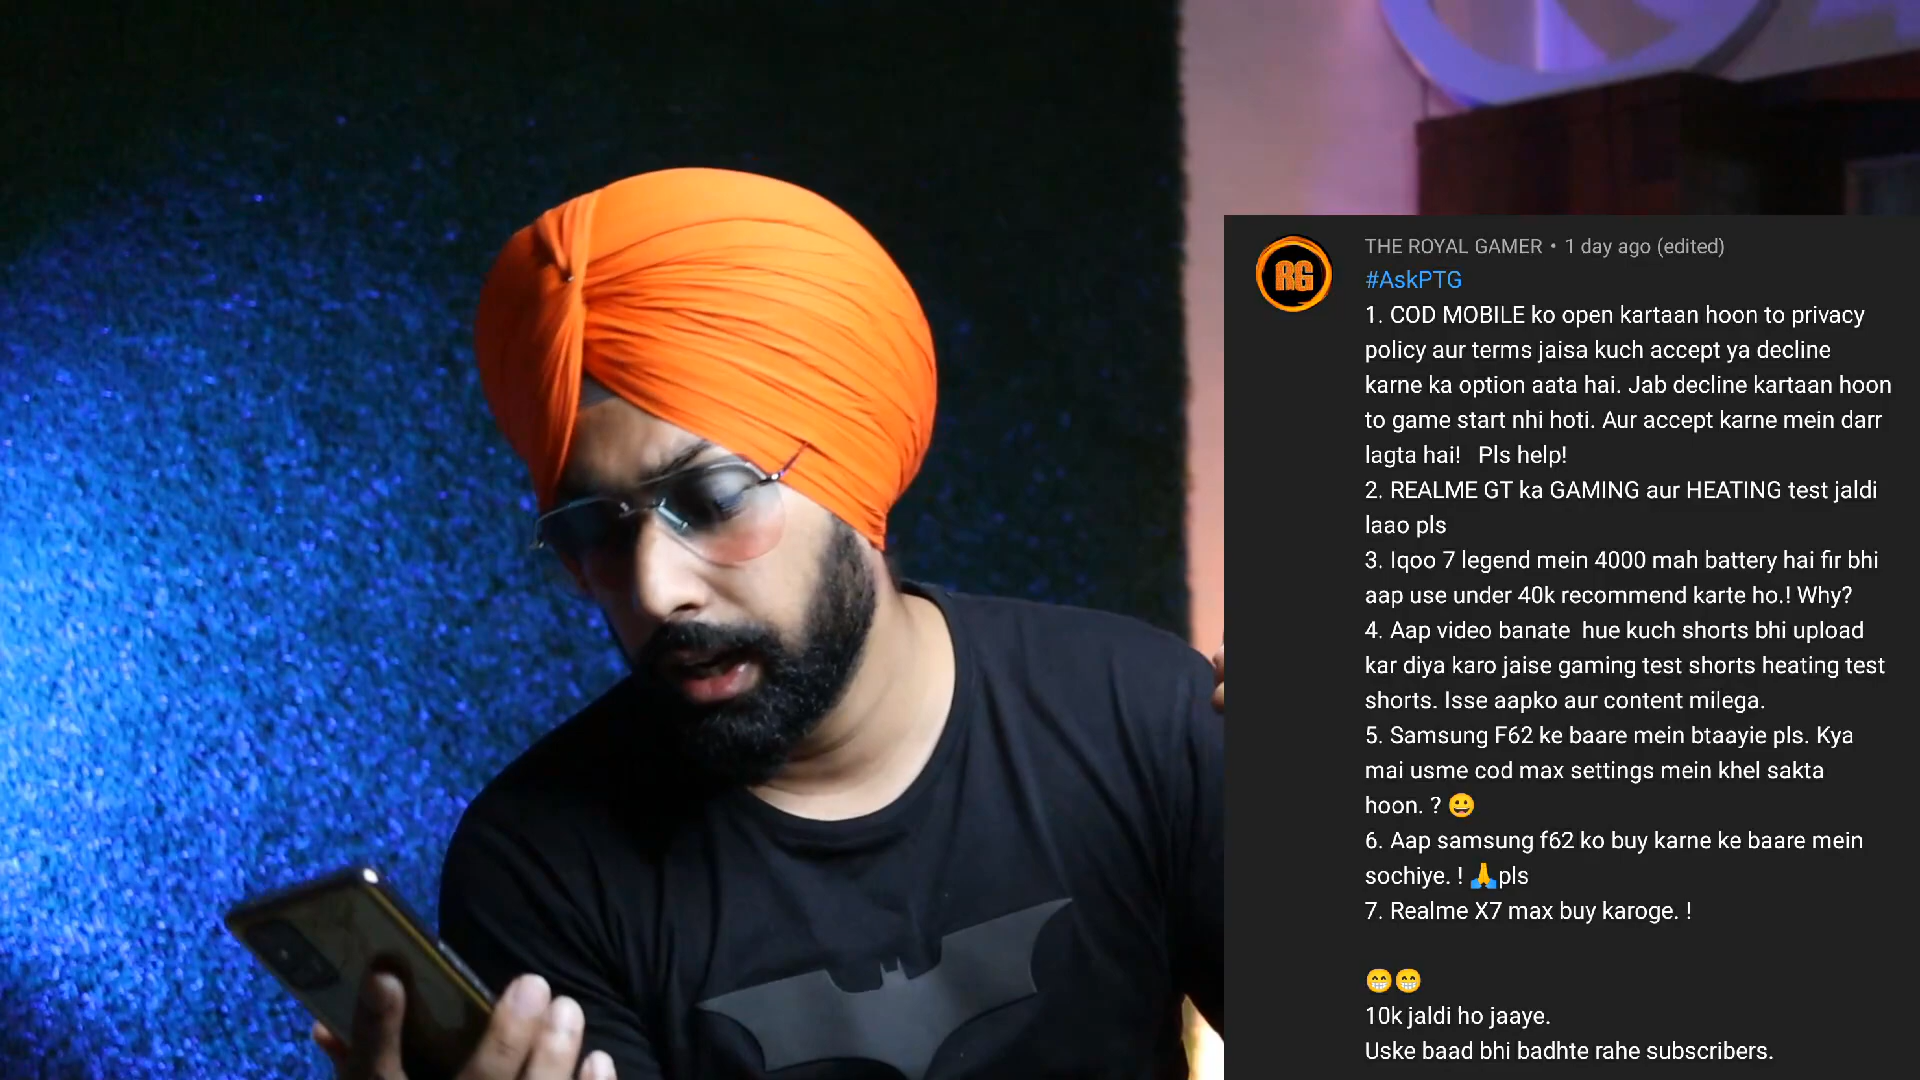 RG
THE ROYAL GAMER • 1 day ago (edited)
#AskPTG
1. COD MOBILE ko open kartaan hoon to privacy
policy aur terms jaisa kuch accept ya decline
karne ka option aata hai. Jab decline kartaan hoon
to game start nhi hoti. Aur accept karne mein darr
lagta hai!   Pls help!
2. REALME GT ka GAMING aur HEATING test jaldi
laao pls
3. Iqoo 7 legend mein 4000 mah battery hai fir bhi
aap use under 40k recommend karte ho.! Why?
4. Aap video banate  hue kuch shorts bhi upload
kar diya karo jaise gaming test shorts heating test
shorts. Isse aapko aur content milega.
5. Samsung F62 ke baare mein btaayie pls. Kya
mai usme cod max settings mein khel sakta
hoon. ? 😀
6. Aap samsung f62 ko buy karne ke baare mein
sochiye. ! 🙏pls
7. Realme X7 max buy karoge. !
😁😁
10k jaldi ho jaaye.
Uske baad bhi badhte rahe subscribers.